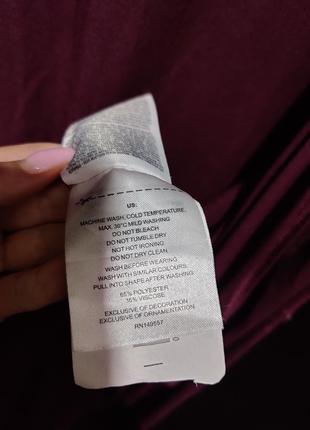 US:
MACHINE WASH, COLD TEMPERATURE.
MAX. 30°C MILD WASHING
DO NOT BLEACH
DO NOT TUMBLE DRY
NOT HOT IRONING
DO NOT DRY CLEAN.
WASH BEFORE WEARING
WASH WITH SIMILAR COLOURS.
PULL INTO SHAPE AFTER WASHING.
65% POLYESTER
35% VISCOSE
EXCLUSIVE OF DECORATION
EXCLUSIVE OF ORNAMENTATION.
RN149557